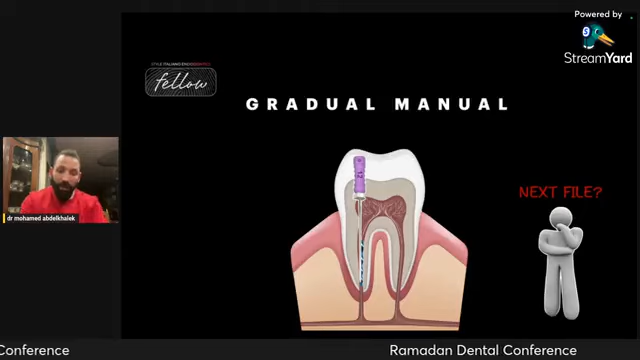 Powered by
StreamYard
STYLE ITALIANO ENDODONTICS
fellow
GRADUAL MANUAL
NEXT FILE?
dr mohamed abdelkhalek
Conference
Ramadan Dental Conference